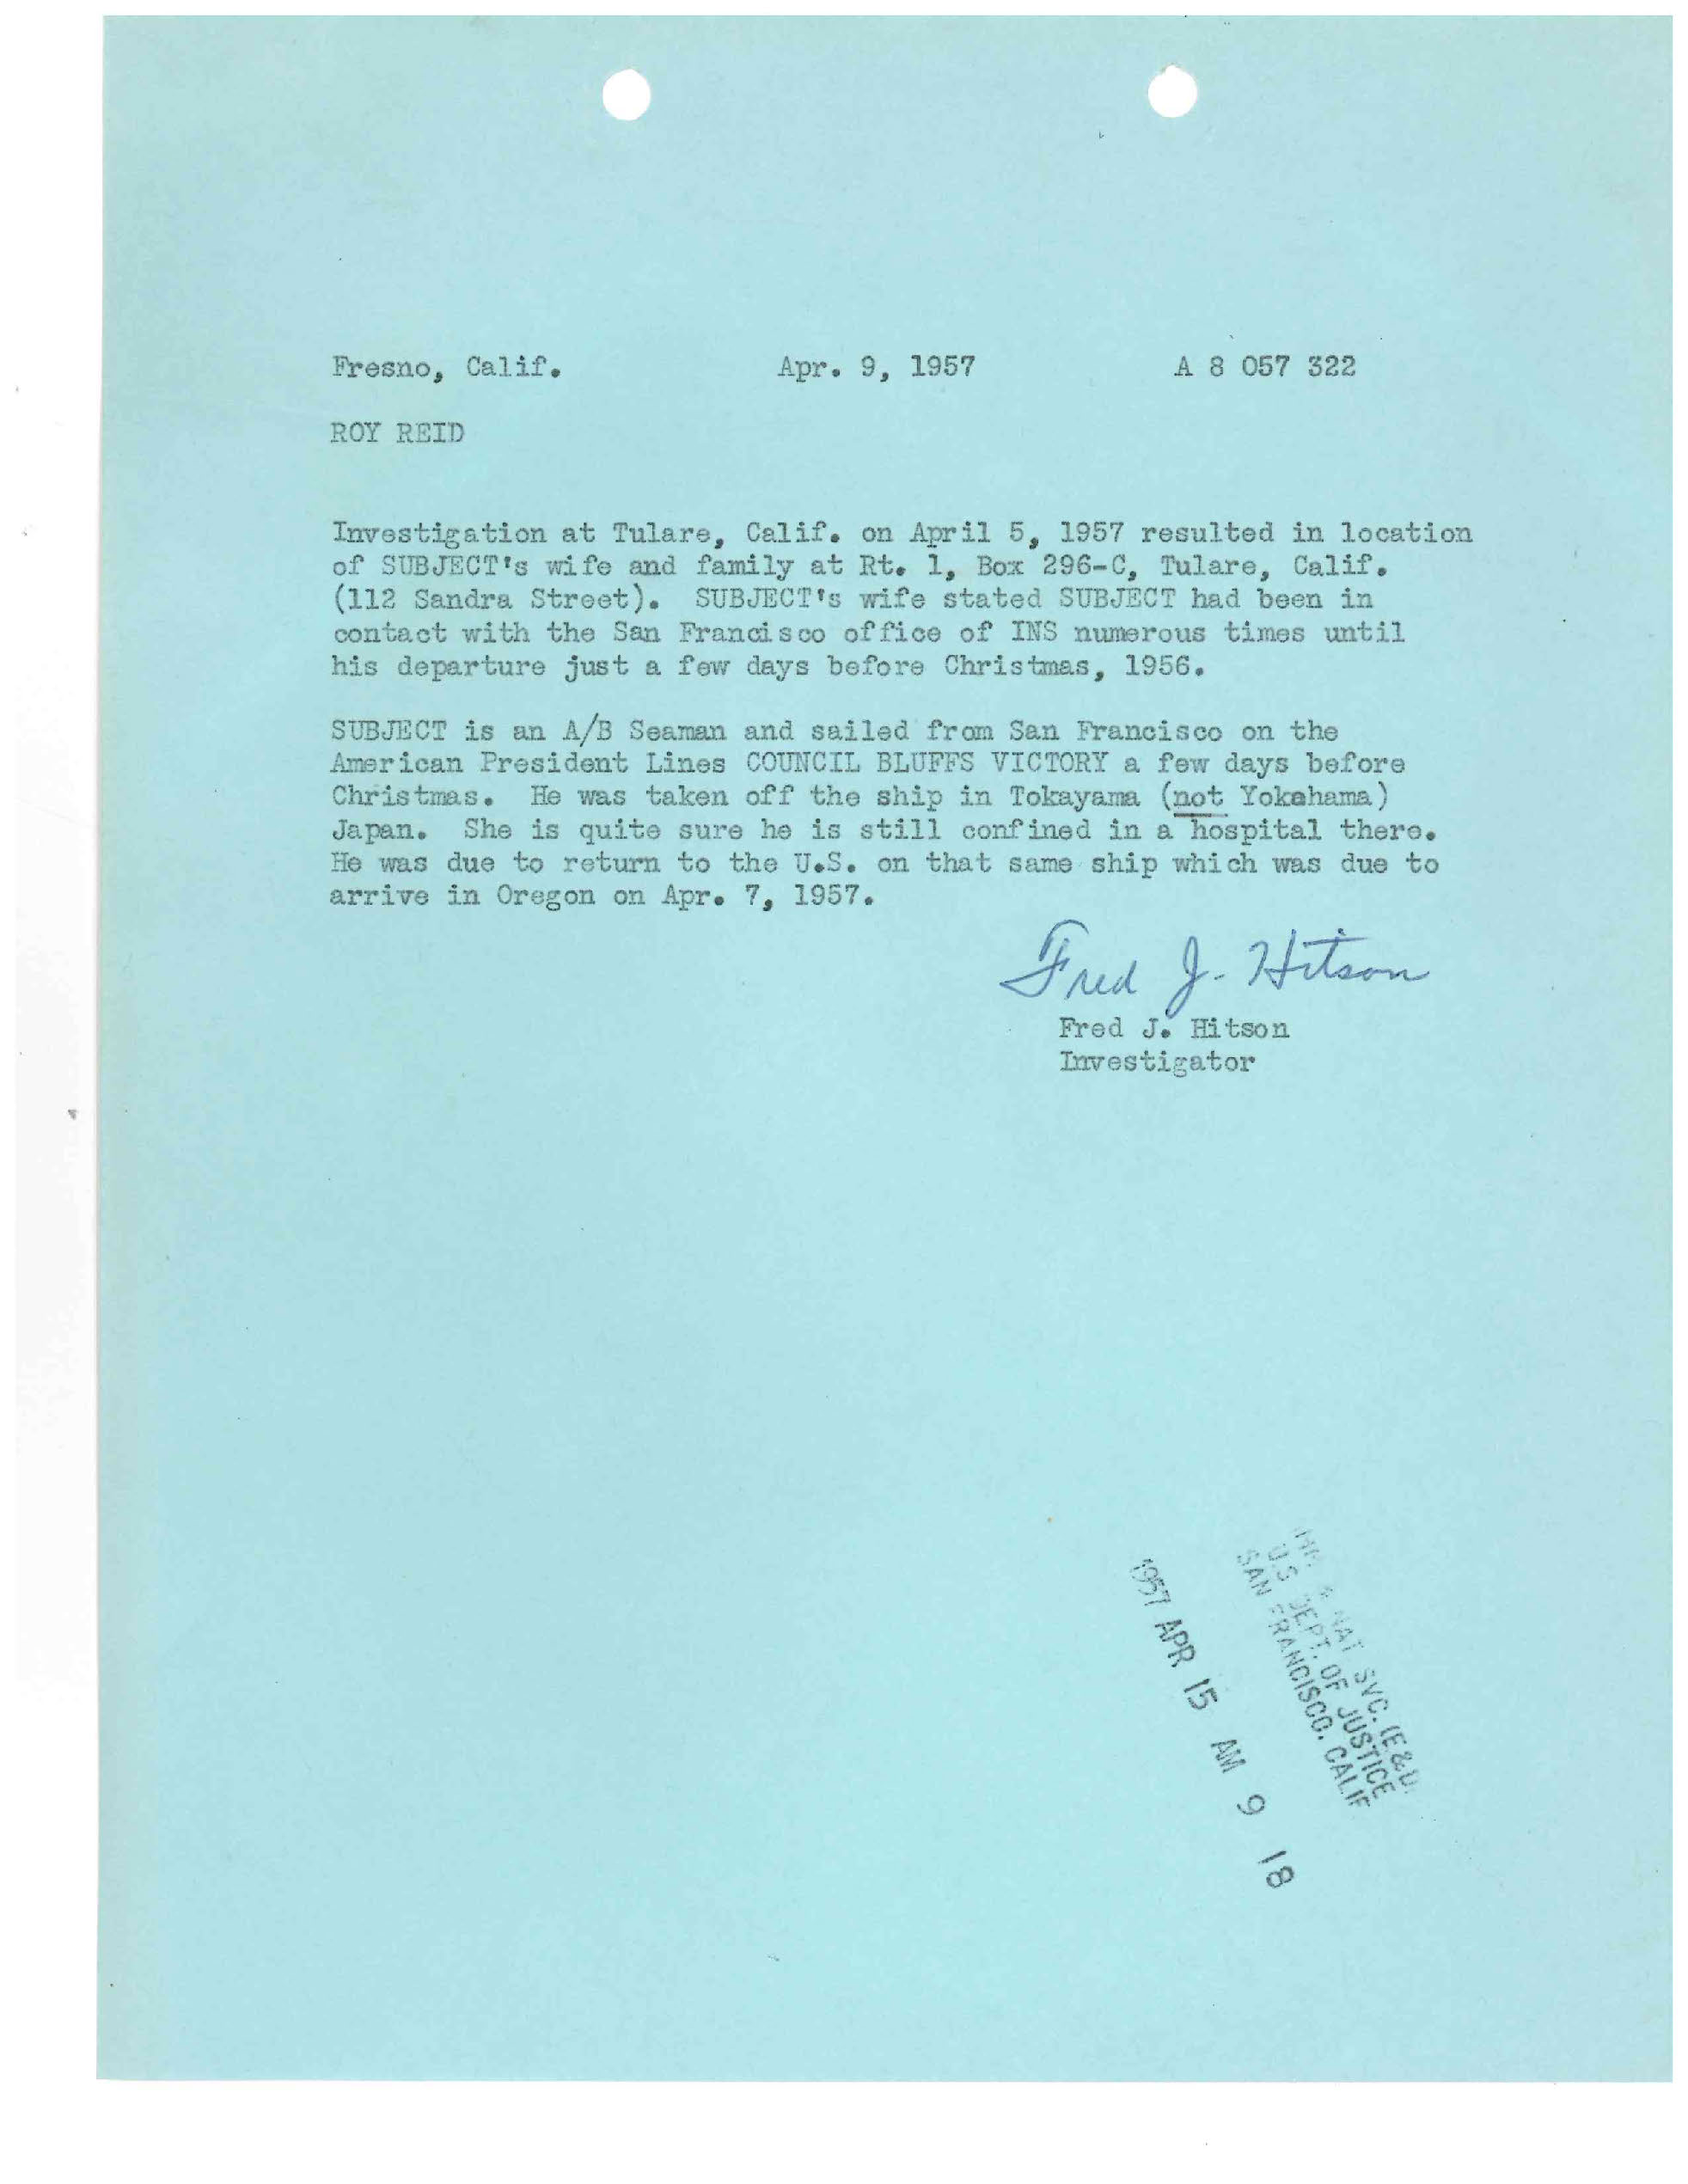 Fresno, Calif. Apr. 9, 1957 A 8 057 322
ROY REID
Investigation at Tulare, Calif. on April 5, 1957 resulted in location
of SUBJECT's wife and family at Rt. 1, Box 296-C, Tulare, Calif.
(112 Sandra Street). SUBJECT's wife stated SUBJECT had been in
contact with the San Francisco office of INS numerous times until
his departure just a few days before Christmas, 1956.
SUBJECT is an A/B Seaman and sailed from San Francisco on the
American President Lines COUNCIL BLUFFS VICTORY a few days before
Christmas. He was taken off the ship in Tokayama (not Yokahama)
Japan. She is quite sure he is still confined in a hospital there.
He was due to return to the U.S. on that same ship which was due to
arrive in Oregon on Apr. 7, 1957.
Fred J. Hitson
Fred J. Hitson
Investigator
NAT SVC. (E&D.
U.S DEPT. OF JUSTICE
SAN FRANCISCO, CALIF
1957 APR 15 AM 9 18